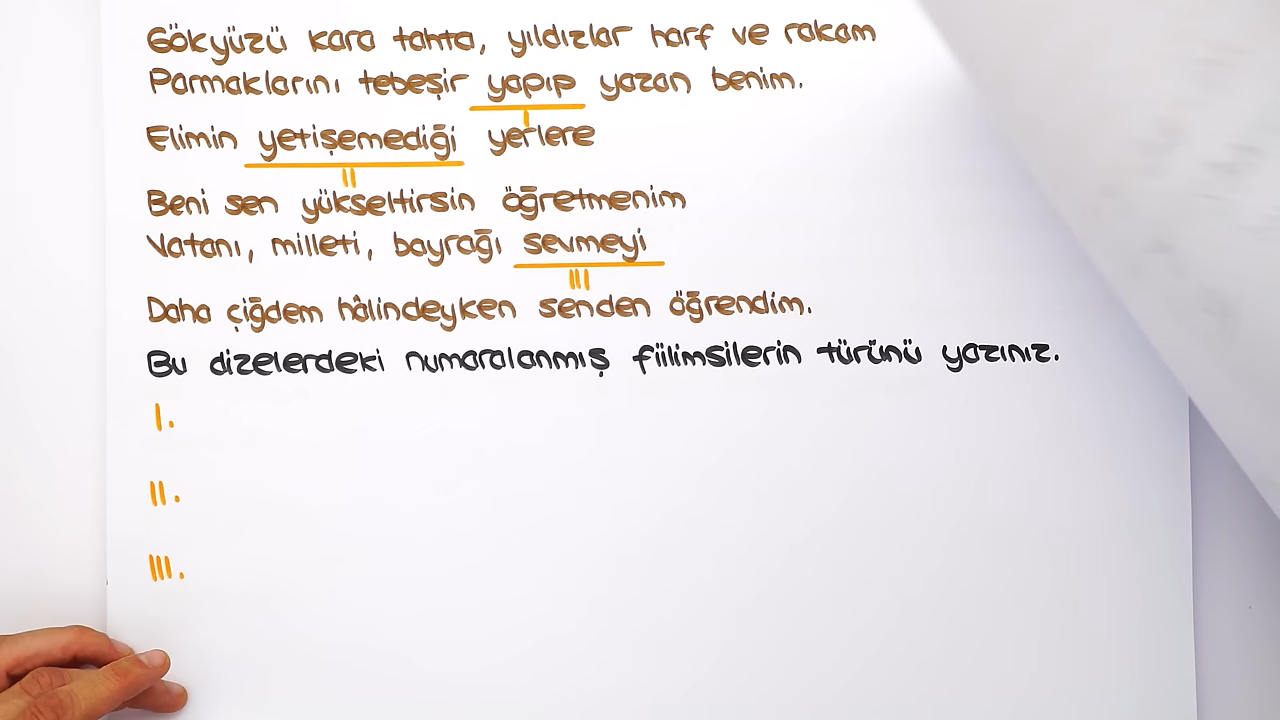 Gökyüzü kara tahta, yıldızlar harf ve rakam
Parmaklarını tebeşir yapıp yazan benim.
I
Elimin yetişemediği yerlere
II
Beni sen yükseltirsin öğretmenim
Vatanı, milleti, bayrağı sevmeyi
III
Daha çiğdem hâlindeyken senden öğrendim.
Bu dizelerdeki numaralanmış fiilimsilerin türünü yazınız.
I.
II.
III.